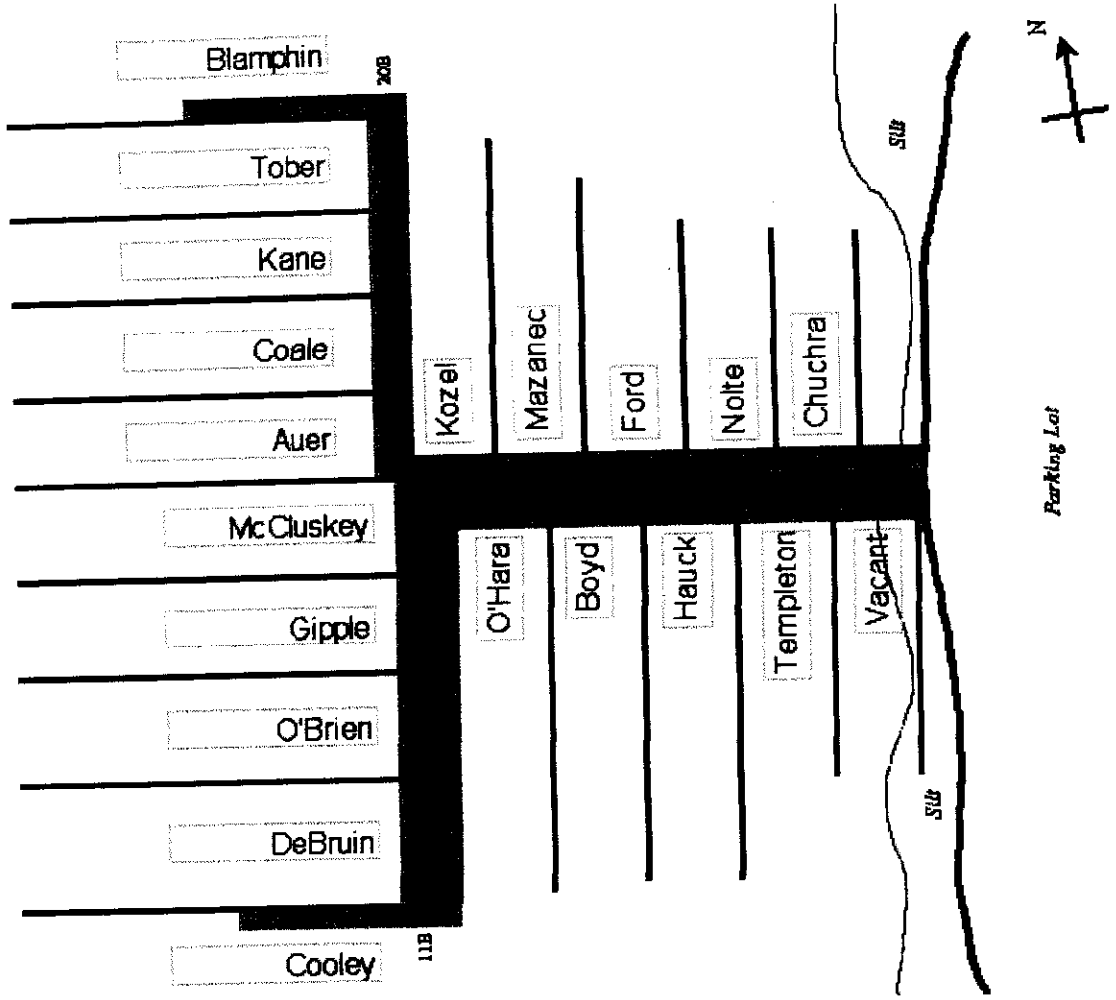 Blamphin
20B
Tober
Kane
Coale
Auer
McCluskey
Gipple
O'Brien
DeBruin
11B
Cooley
Kozel
Mazanec
Ford
Nolte
Chuchra
O'Hara
Boyd
Hauck
Templeton
Vacant
Silt
Silt
N
Parking Lot